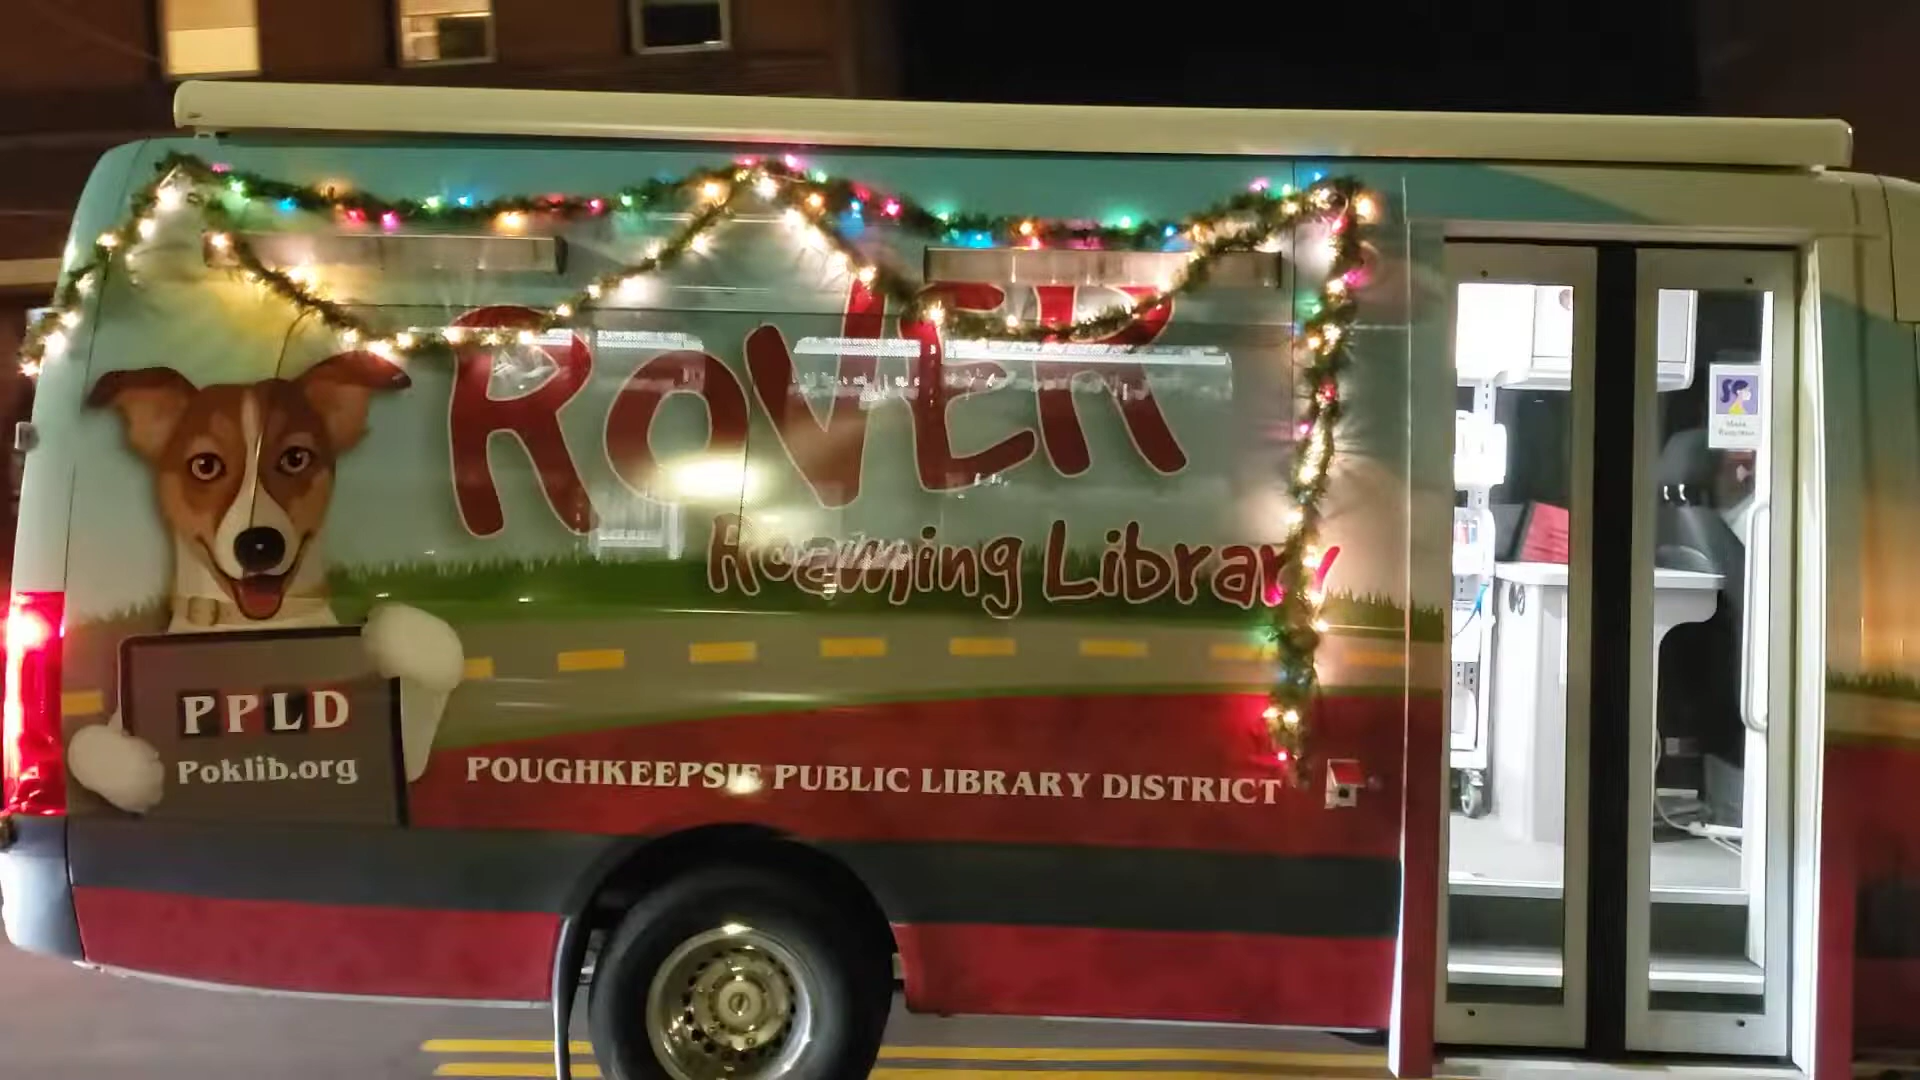 ROVER
Roaming Library
PPLD
Poklib.org
POUGHKEEPSIE PUBLIC LIBRARY DISTRICT